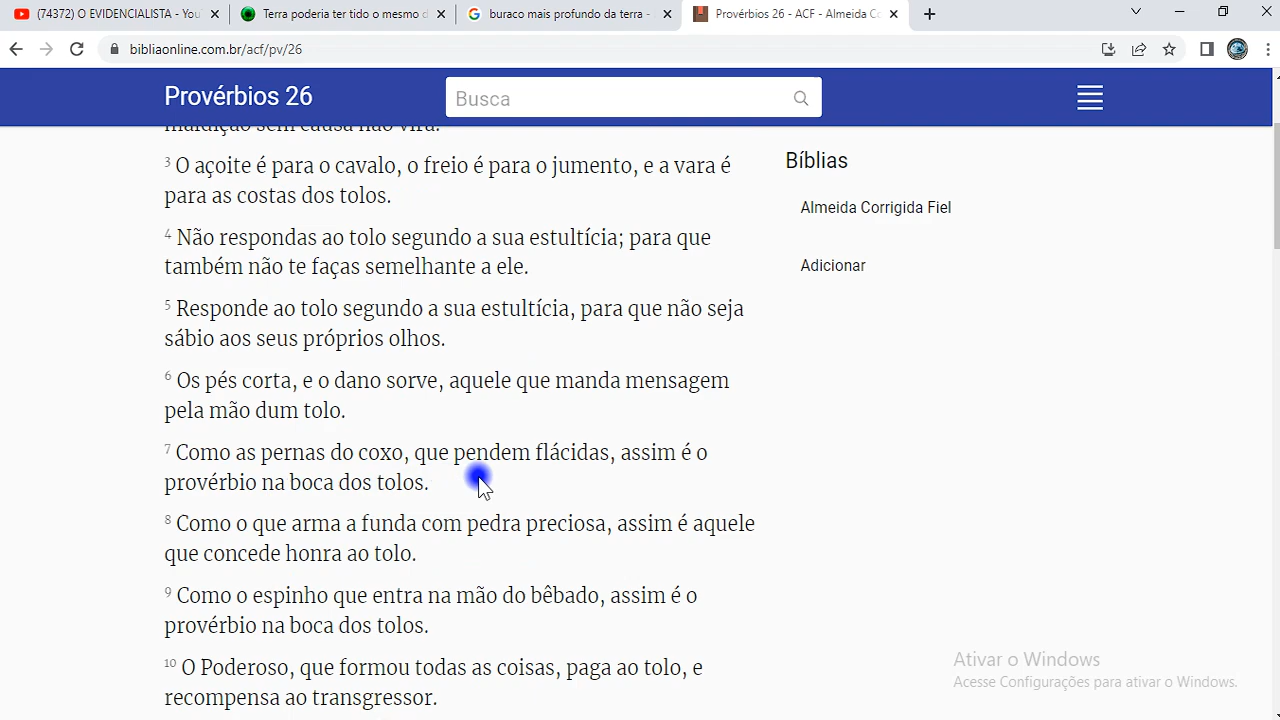 (74372) O EVIDENCIALISTA - You
Terra poderia ter tido o mesmo d
buraco mais profundo da terra -
Provérbios 26 - ACF - Almeida Co
bibliaonline.com.br/acf/pv/26
Provérbios 26
Busca
maldição sem causa não virá.
3 O açoite é para o cavalo, o freio é para o jumento, e a vara é
para as costas dos tolos.
4 Não respondas ao tolo segundo a sua estultícia; para que
também não te faças semelhante a ele.
5 Responde ao tolo segundo a sua estultícia, para que não seja
sábio aos seus próprios olhos.
6 Os pés corta, e o dano sorve, aquele que manda mensagem
pela mão dum tolo.
7 Como as pernas do coxo, que pendem flácidas, assim é o
provérbio na boca dos tolos.
8 Como o que arma a funda com pedra preciosa, assim é aquele
que concede honra ao tolo.
9 Como o espinho que entra na mão do bêbado, assim é o
provérbio na boca dos tolos.
10 O Poderoso, que formou todas as coisas, paga ao tolo, e
recompensa ao transgressor.
Bíblias
Almeida Corrigida Fiel
Adicionar
Ativar o Windows
Acesse Configurações para ativar o Windows.